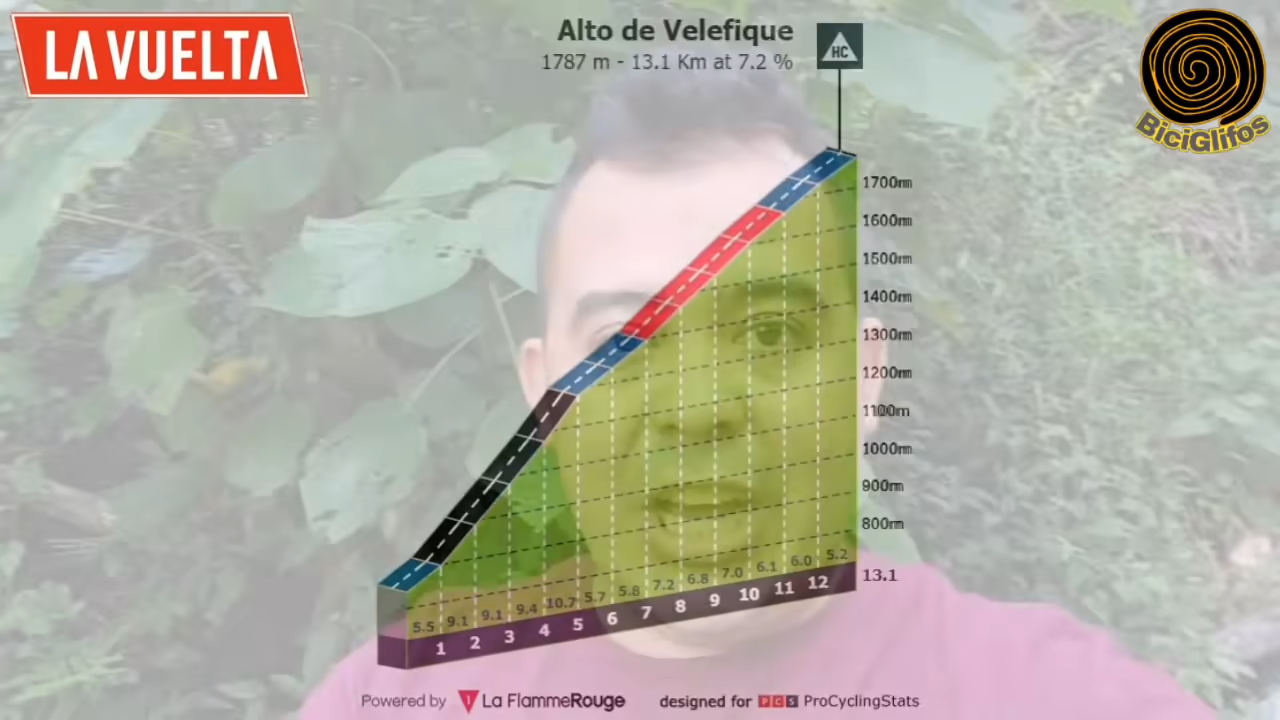 LA VUELTA
Alto de Velefique
1787 m - 13.1 Km at 7.2 %
HC
BiciGlifos
1700m
1600m
1500m
1400m
1300m
1200m
1100m
1000m
900m
800m
13.1
5.5 9.1 9.1 9.4 10.7 5.7 5.8 7.2 6.8 7.0 6.1 6.0 5.2
1 2 3 4 5 6 7 8 9 10 11 12
Powered by La FlammeRouge designed for PCS ProCyclingStats